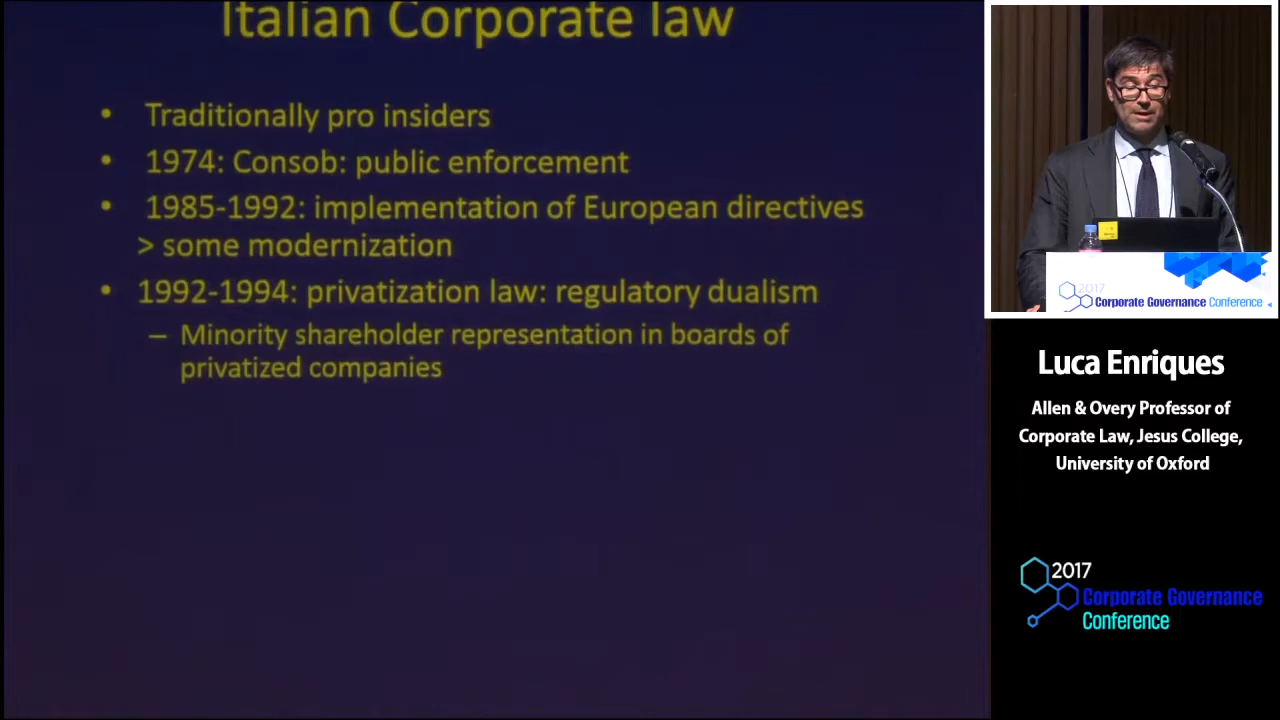 Italian Corporate law
• Traditionally pro insiders
• 1974: Consob: public enforcement
• 1985-1992: implementation of European directives
> some modernization
• 1992-1994: privatization law: regulatory dualism
– Minority shareholder representation in boards of
privatized companies
2017
Corporate Governance Conference
Luca Enriques
Allen & Overy Professor of
Corporate Law, Jesus College,
University of Oxford
2017
Corporate Governance
Conference